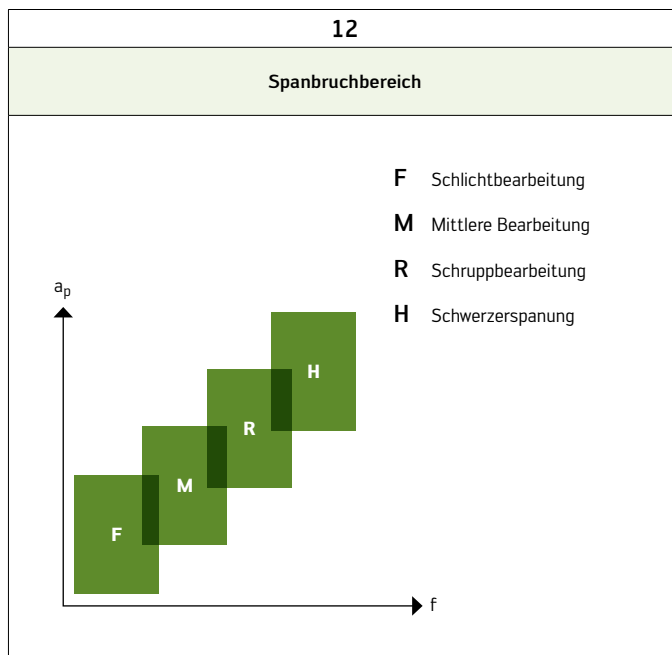 12
Spanbruchbereich
F Schlichtbearbeitung
M Mittlere Bearbeitung
R Schruppbearbeitung
H Schwerzerspanung
ap
H
R
M
F
f